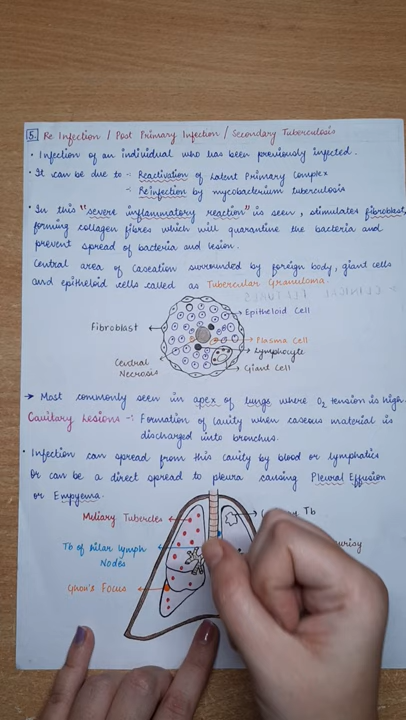 5. Re Infection / Post Primary Infection / Secondary Tuberculosis
• Infection of an individual who has been previously infected.
• It can be due to -: Reactivation of Latent Primary Complex
-: Reinfection by mycobacterium tuberculosis
• In this "severe inflammatory reaction" is seen, stimulates fibroblast,
forming collagen fibres which will quarantine the bacteria and
prevent spread of bacteria and lesion.
Central area of Caseation surrounded by foreign body, giant cells
and epitheloid cells called as Tubercular Granuloma.
Epitheloid Cell
Fibroblast
Plasma Cell
Lymphocyte
Central Necrosis
Giant Cell
→ Most commonly seen in apex of lungs where O2 tension is high.
Cavitary Lesions -: Formation of cavity when caseous material is
discharged into bronchus.
• Infection can spread from this cavity by blood or lymphatics
Or can be a direct spread to pleura causing Pleural Effusion
or Empyema.
Miliary Tubercles
Tb
Tb of Hilar lymph
Nodes
Ghon's Focus